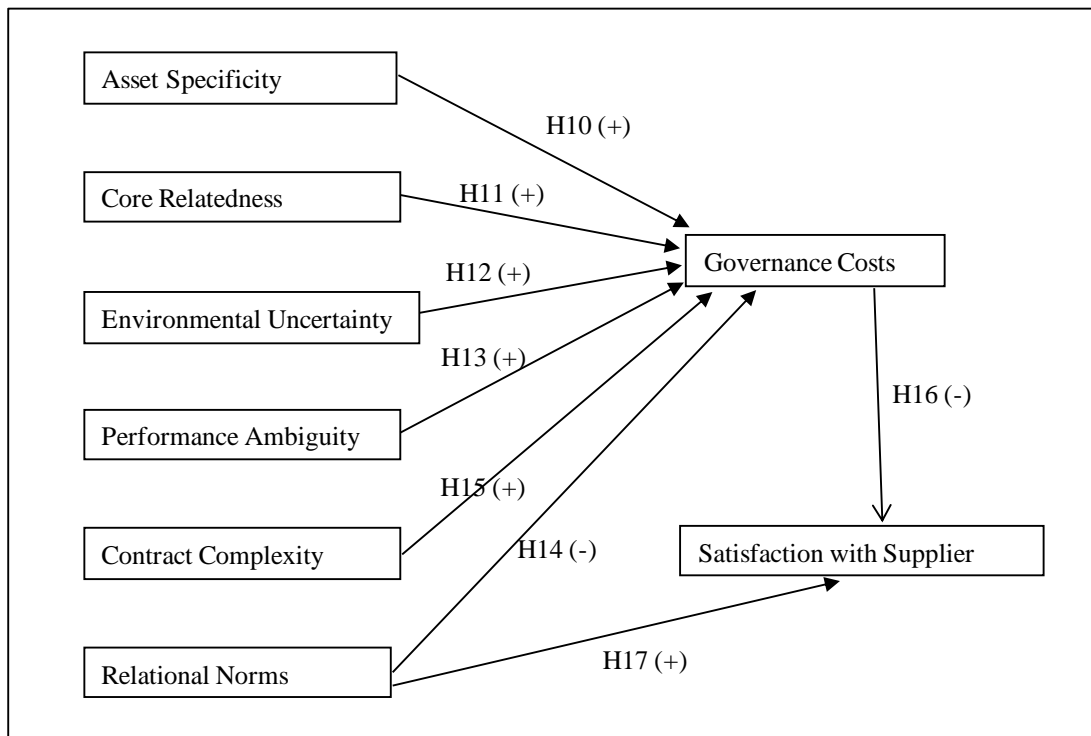 Asset Specificity
H10 (+)
Core Relatedness
H11 (+)
Governance Costs
H12 (+)
Environmental Uncertainty
H13 (+)
H16 (-)
Performance Ambiguity
H15 (+)
H14 (-)
Contract Complexity
Satisfaction with Supplier
H17 (+)
Relational Norms